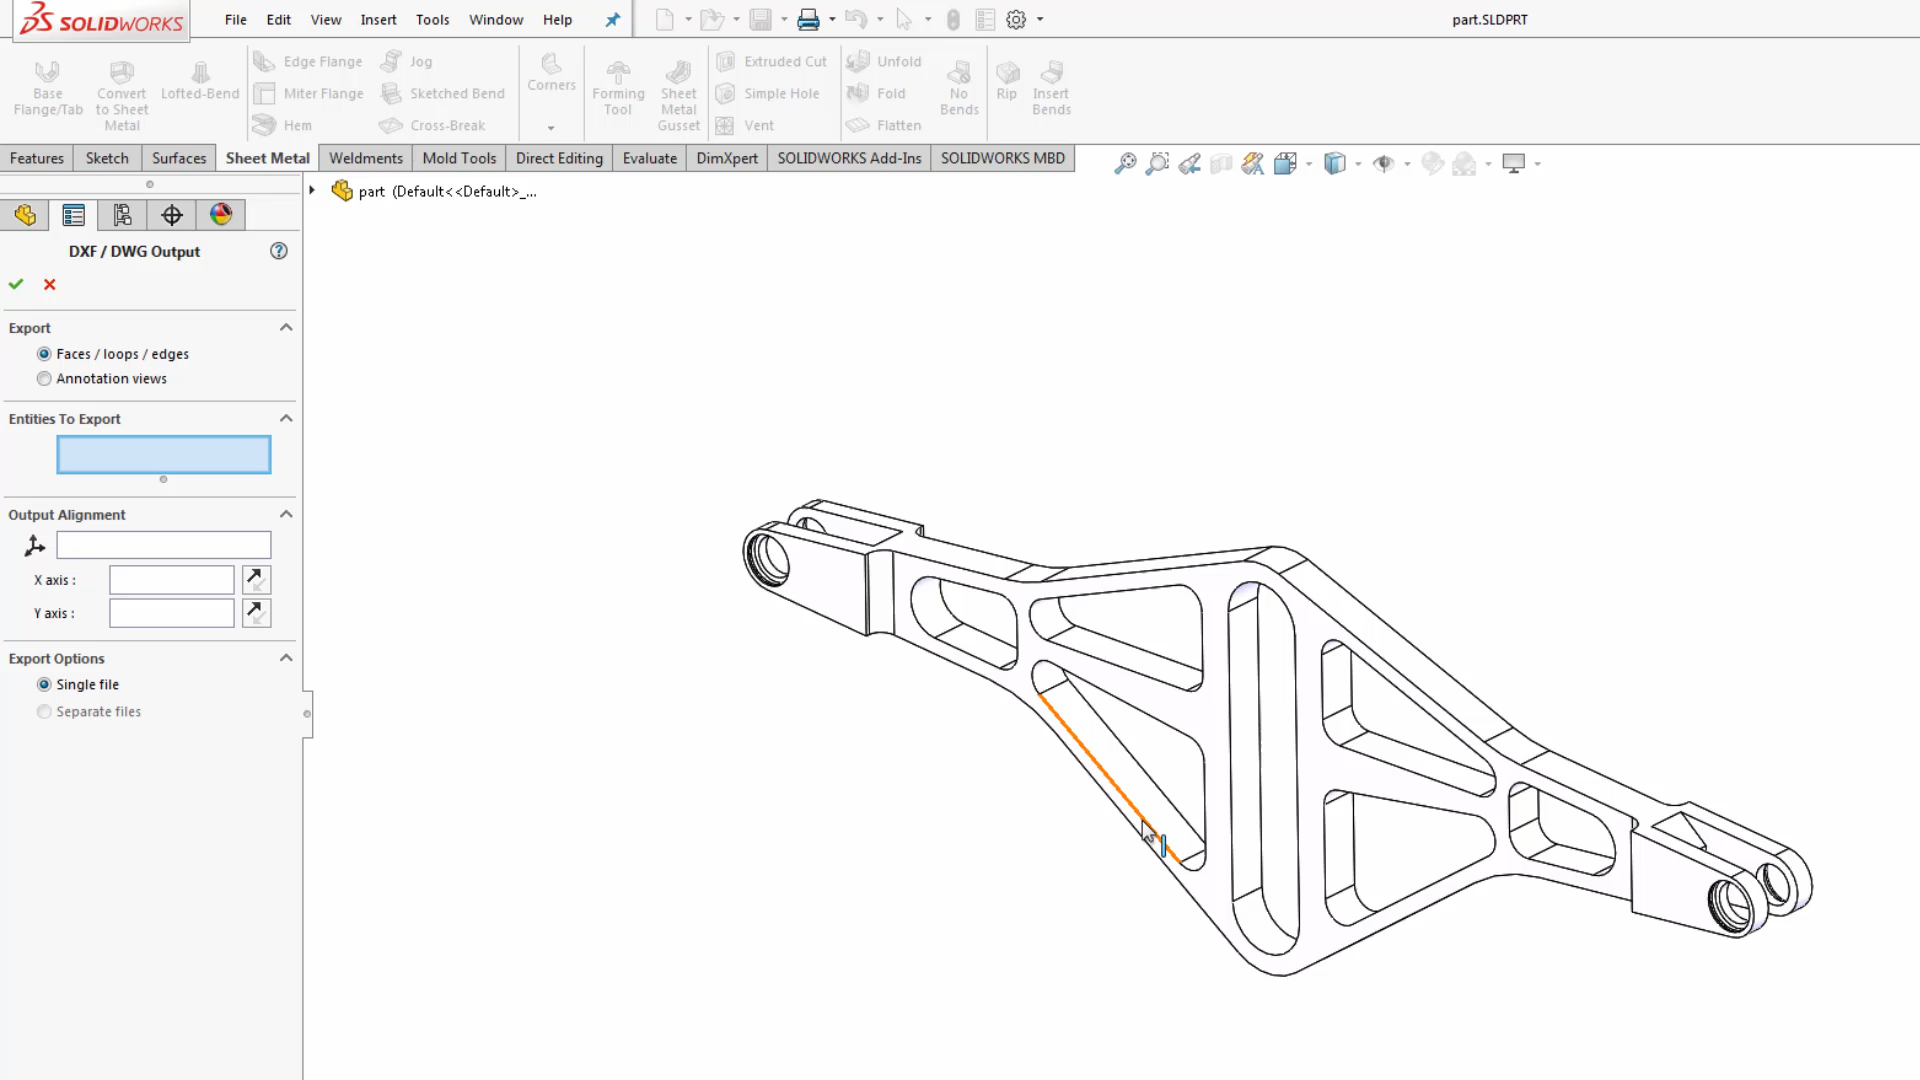 SOLIDWORKS File Edit View Insert Tools Window Help part.SLDPRT
Base Flange/Tab
Convert to Sheet Metal
Lofted-Bend
Edge Flange
Miter Flange
Hem
Jog
Sketched Bend
Cross-Break
Corners
Forming Tool
Sheet Metal Gusset
Extruded Cut
Simple Hole
Vent
Unfold
Fold
Flatten
No Bends
Rip
Insert Bends
Features Sketch Surfaces Sheet Metal Weldments Mold Tools Direct Editing Evaluate DimXpert SOLIDWORKS Add-Ins SOLIDWORKS MBD
part (Default<<Default>_...
DXF / DWG Output
Export
Faces / loops / edges
Annotation views
Entities To Export
Output Alignment
X axis :
Y axis :
Export Options
Single file
Separate files